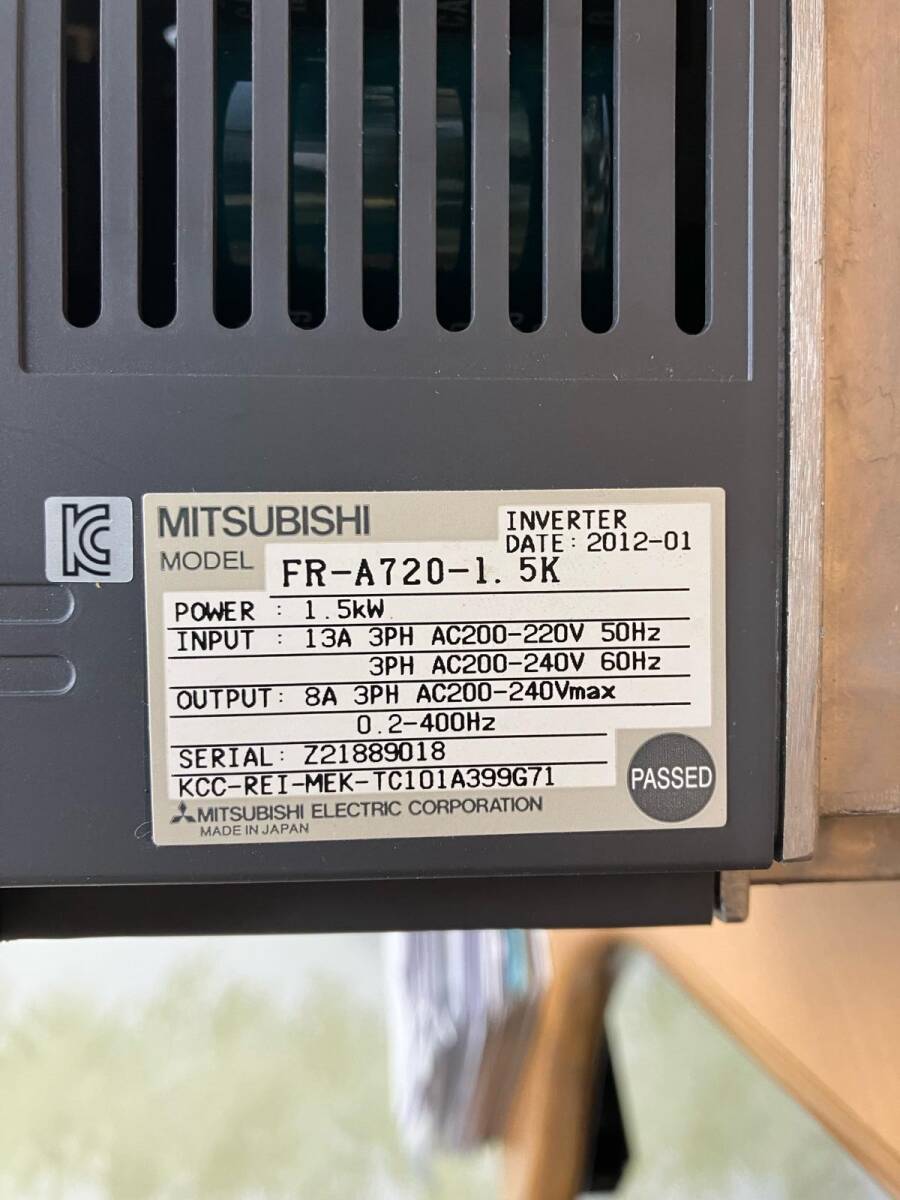 MITSUBISHI
INVERTER
DATE: 2012-01
MODEL FR-A720-1.5K
POWER : 1.5kW
INPUT : 13A 3PH AC200-220V 50Hz
3PH AC200-240V 60Hz
OUTPUT: 8A 3PH AC200-240Vmax
0.2-400Hz
SERIAL: Z21889018
KCC-REI-MEK-TC101A399G71
PASSED
MITSUBISHI ELECTRIC CORPORATION
MADE IN JAPAN